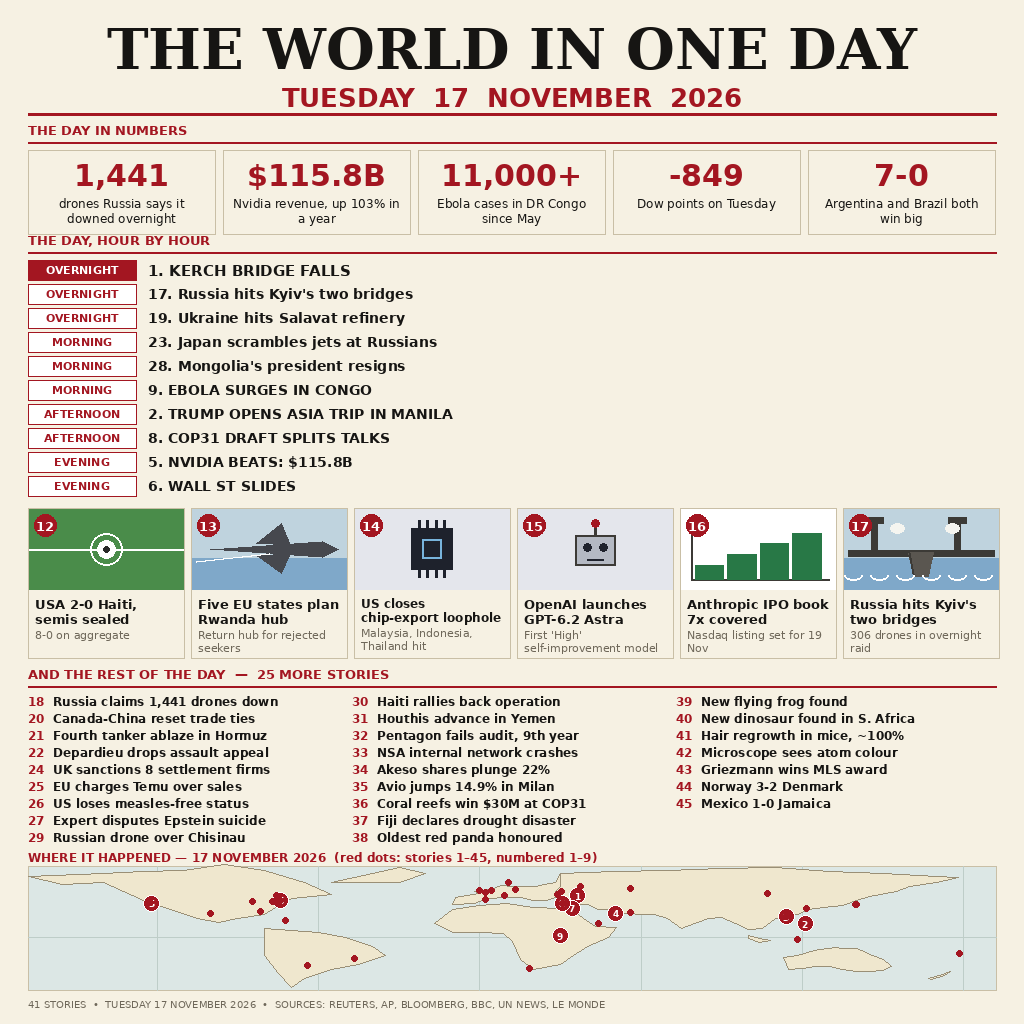 THE WORLD IN ONE DAY
TUESDAY 17 NOVEMBER 2026
THE DAY IN NUMBERS
1,441
drones Russia says it
downed overnight
$115.8B
Nvidia revenue, up 103% in
a year
11,000+
Ebola cases in DR Congo
since May
-849
Dow points on Tuesday
7-0
Argentina and Brazil both
win big
THE DAY, HOUR BY HOUR
OVERNIGHT 1. KERCH BRIDGE FALLS
OVERNIGHT 17. Russia hits Kyiv's two bridges
OVERNIGHT 19. Ukraine hits Salavat refinery
MORNING 23. Japan scrambles jets at Russians
MORNING 28. Mongolia's president resigns
MORNING 9. EBOLA SURGES IN CONGO
AFTERNOON 2. TRUMP OPENS ASIA TRIP IN MANILA
AFTERNOON 8. COP31 DRAFT SPLITS TALKS
EVENING 5. NVIDIA BEATS: $115.8B
EVENING 6. WALL ST SLIDES
12
USA 2-0 Haiti,
semis sealed
8-0 on aggregate
13
Five EU states plan
Rwanda hub
Return hub for rejected
seekers
14
US closes
chip-export loophole
Malaysia, Indonesia,
Thailand hit
15
OpenAI launches
GPT-6.2 Astra
First 'High'
self-improvement model
16
Anthropic IPO book
7x covered
Nasdaq listing set for 19
Nov
17
Russia hits Kyiv's
two bridges
306 drones in overnight
raid
AND THE REST OF THE DAY — 25 MORE STORIES
18 Russia claims 1,441 drones down
20 Canada-China reset trade ties
21 Fourth tanker ablaze in Hormuz
22 Depardieu drops assault appeal
24 UK sanctions 8 settlement firms
25 EU charges Temu over sales
26 US loses measles-free status
27 Expert disputes Epstein suicide
29 Russian drone over Chisinau
30 Haiti rallies back operation
31 Houthis advance in Yemen
32 Pentagon fails audit, 9th year
33 NSA internal network crashes
34 Akeso shares plunge 22%
35 Avio jumps 14.9% in Milan
36 Coral reefs win $30M at COP31
37 Fiji declares drought disaster
38 Oldest red panda honoured
39 New flying frog found
40 New dinosaur found in S. Africa
41 Hair regrowth in mice, ~100%
42 Microscope sees atom colour
43 Griezmann wins MLS award
44 Norway 3-2 Denmark
45 Mexico 1-0 Jamaica
WHERE IT HAPPENED — 17 NOVEMBER 2026 (red dots: stories 1–45, numbered 1–9)
1
7
4
2
9
41 STORIES • TUESDAY 17 NOVEMBER 2026 • SOURCES: REUTERS, AP, BLOOMBERG, BBC, UN NEWS, LE MONDE